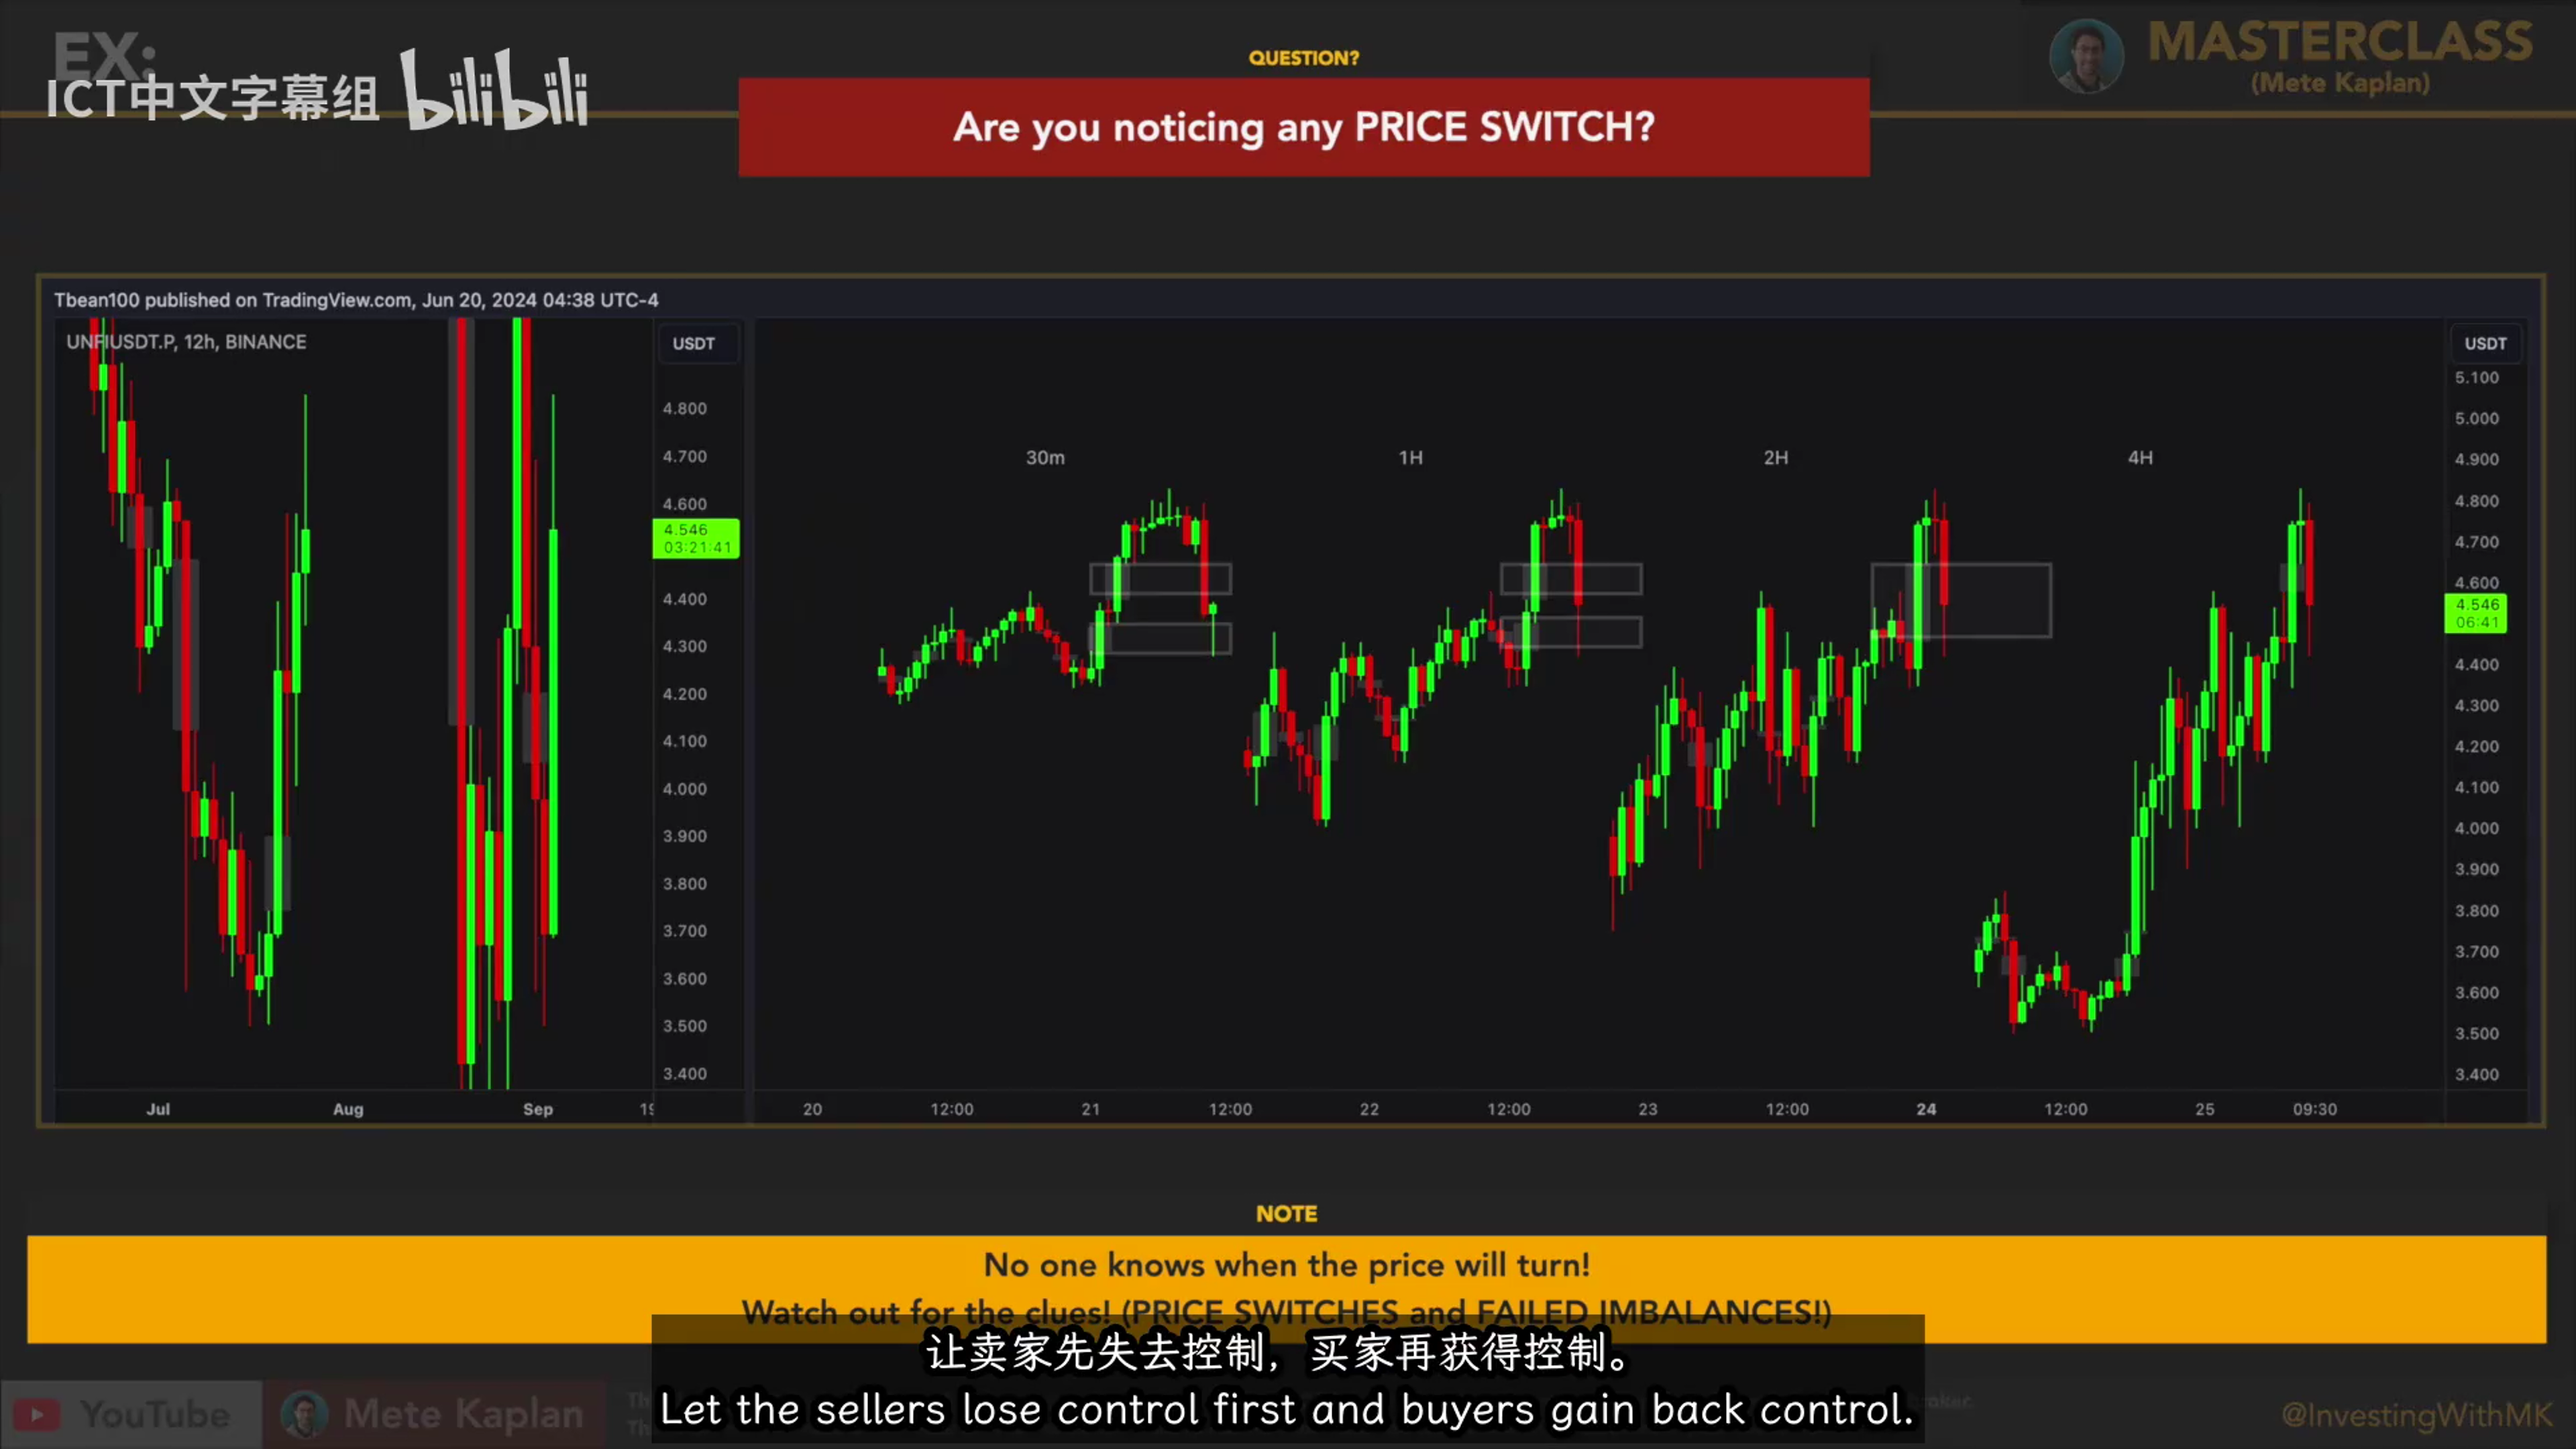 EX:
ICT中文字幕组 bilibili
QUESTION?
Are you noticing any PRICE SWITCH?
MASTERCLASS
(Mete Kaplan)
Tbean100 published on TradingView.com, Jun 20, 2024 04:38 UTC-4
UNFIUSDT.P, 12h, BINANCE
USDT
4.800
4.700
4.600
4.546
03:21:41
4.400
4.300
4.200
4.100
4.000
3.900
3.800
3.700
3.600
3.500
3.400
Jul Aug Sep
30m 1H 2H 4H
USDT
5.100
5.000
4.900
4.800
4.700
4.600
4.546
06:41
4.400
4.300
4.200
4.100
4.000
3.900
3.800
3.700
3.600
3.500
3.400
20 12:00 21 12:00 22 12:00 23 12:00 24 12:00 25 09:30
NOTE
No one knows when the price will turn!
Watch out for the clues! (PRICE SWITCHES and FAILED IMBALANCES!)
让卖家先失去控制，买家再获得控制。
Let the sellers lose control first and buyers gain back control.
YouTube Mete Kaplan
@InvestingWithMK